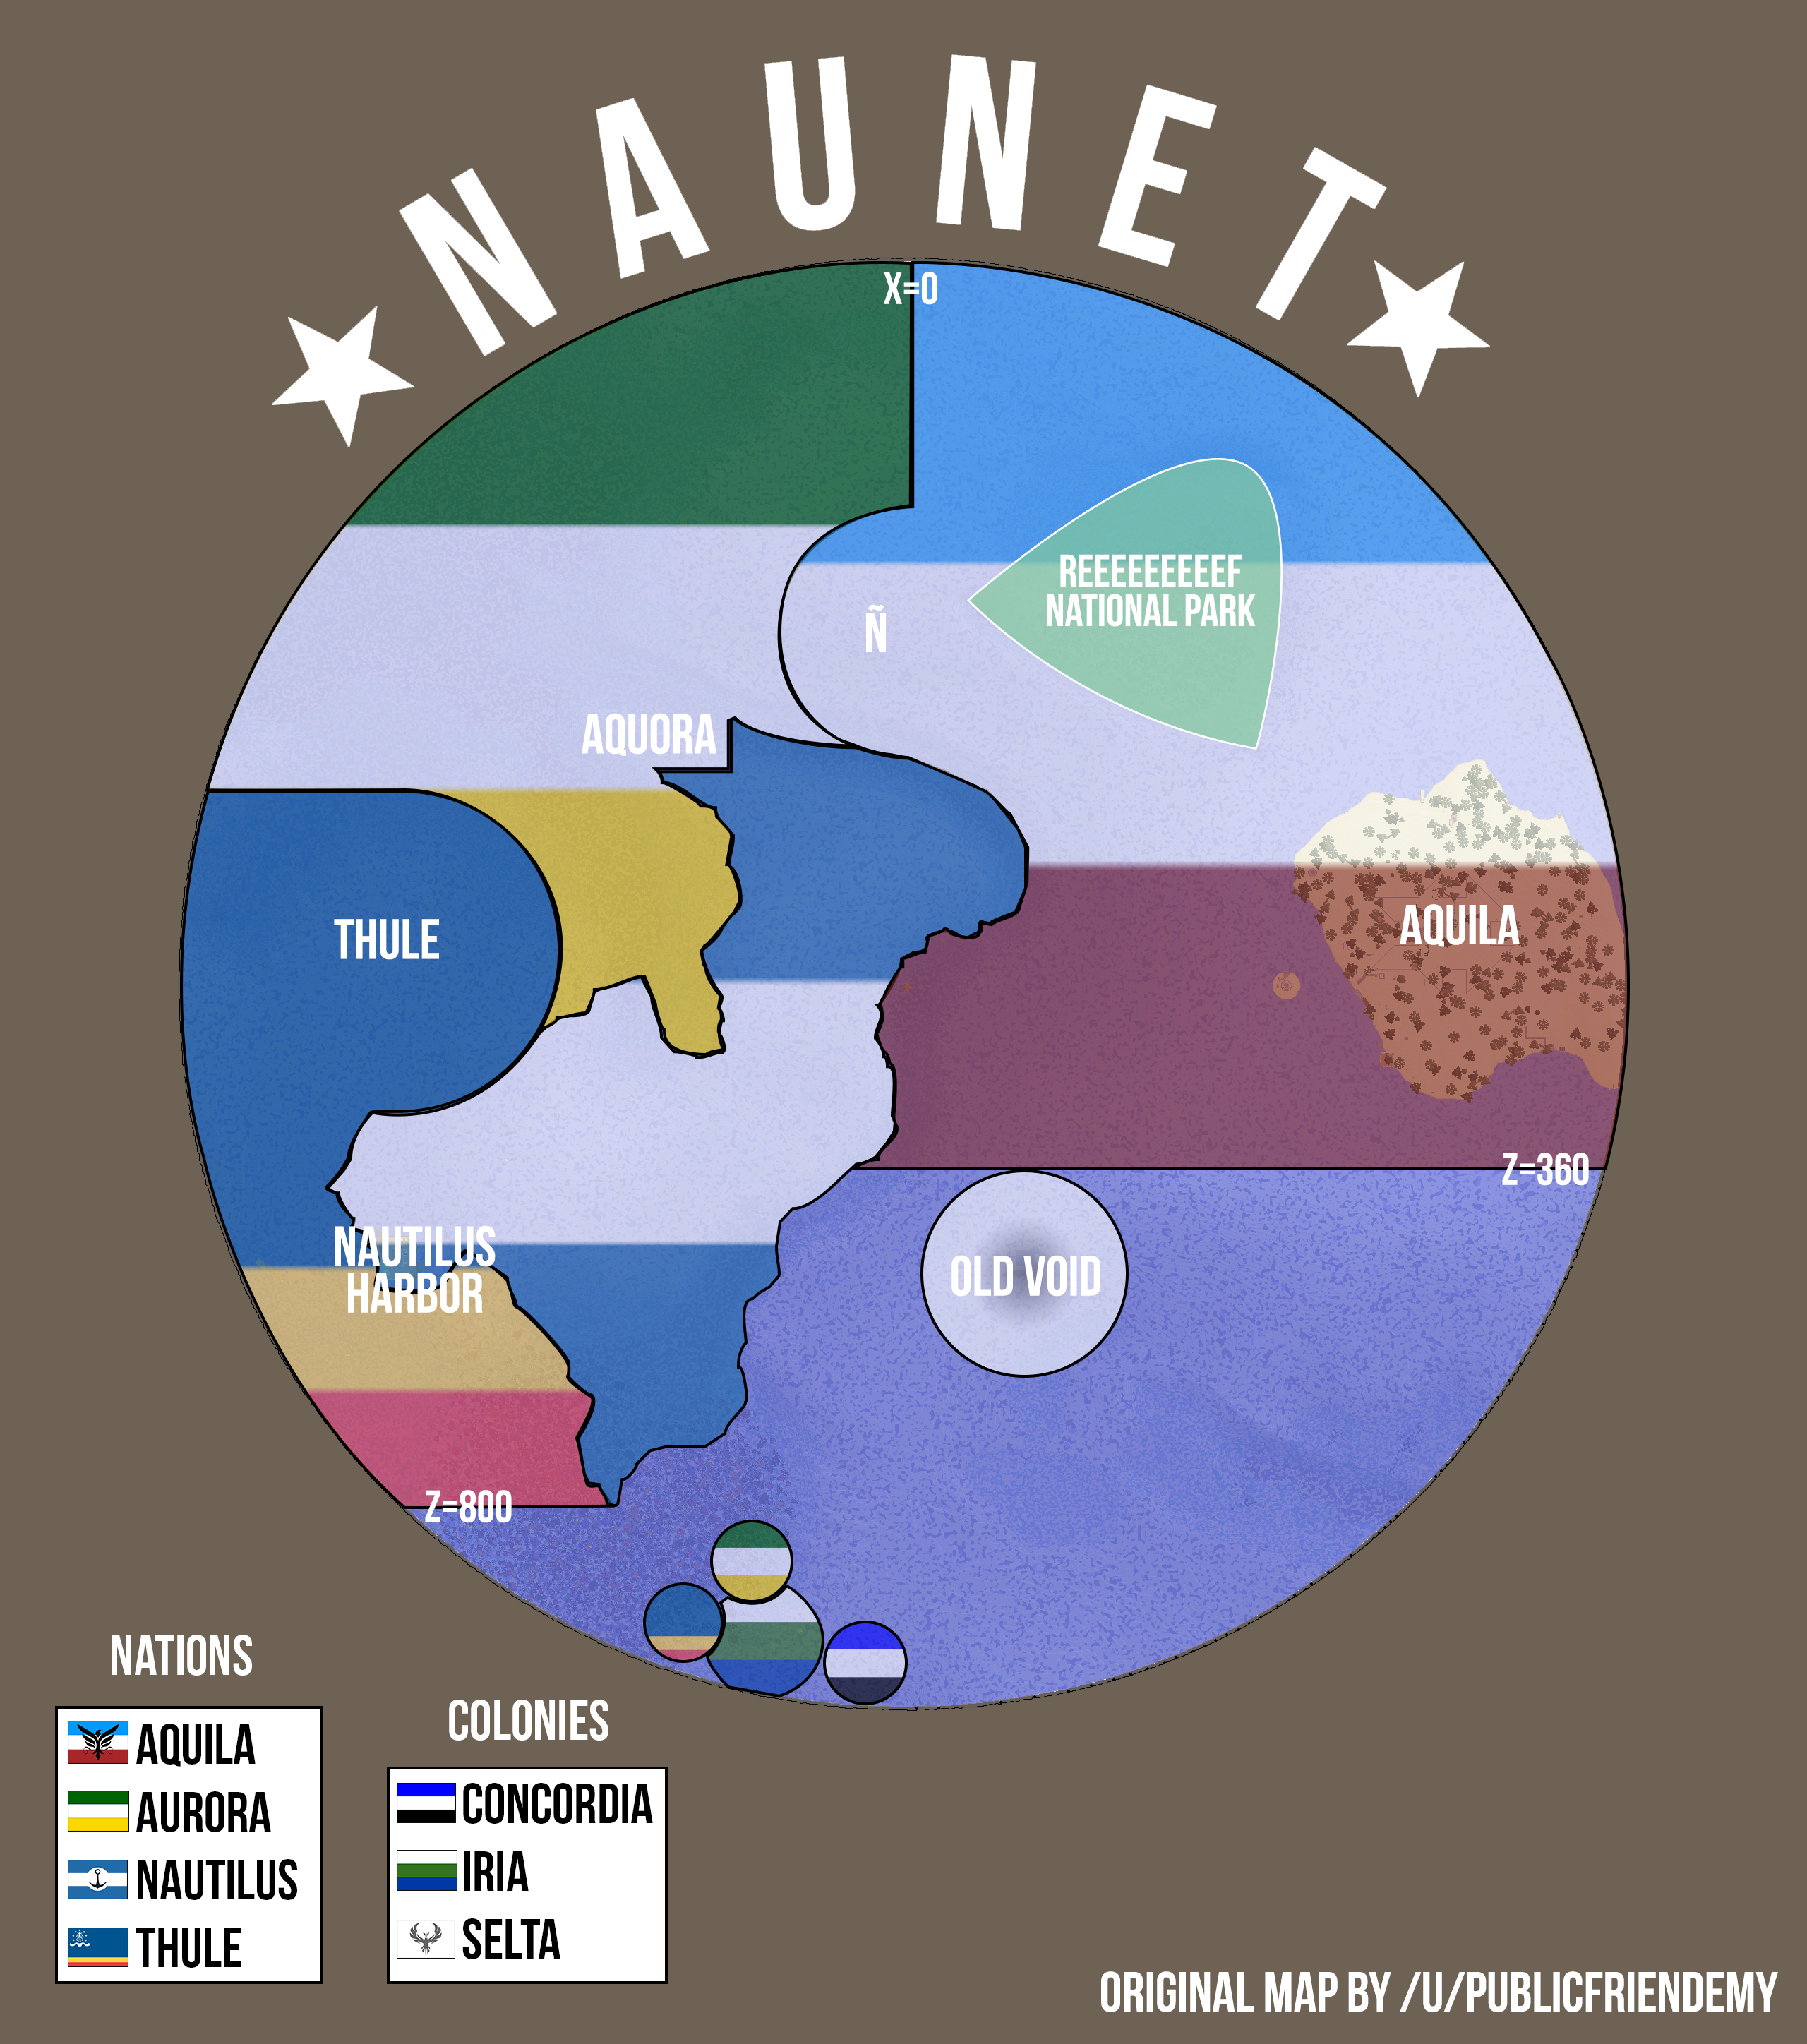 NAUNET
X=0
REEEEEEEEEF
NATIONAL PARK
Ñ
AQUORA
THULE
AQUILA
Z=360
NAUTILUS
HARBOR
OLD VOID
Z=800
NATIONS
AQUILA
AURORA
NAUTILUS
THULE
COLONIES
CONCORDIA
IRIA
SELTA
ORIGINAL MAP BY /U/PUBLICFRIENDEMY